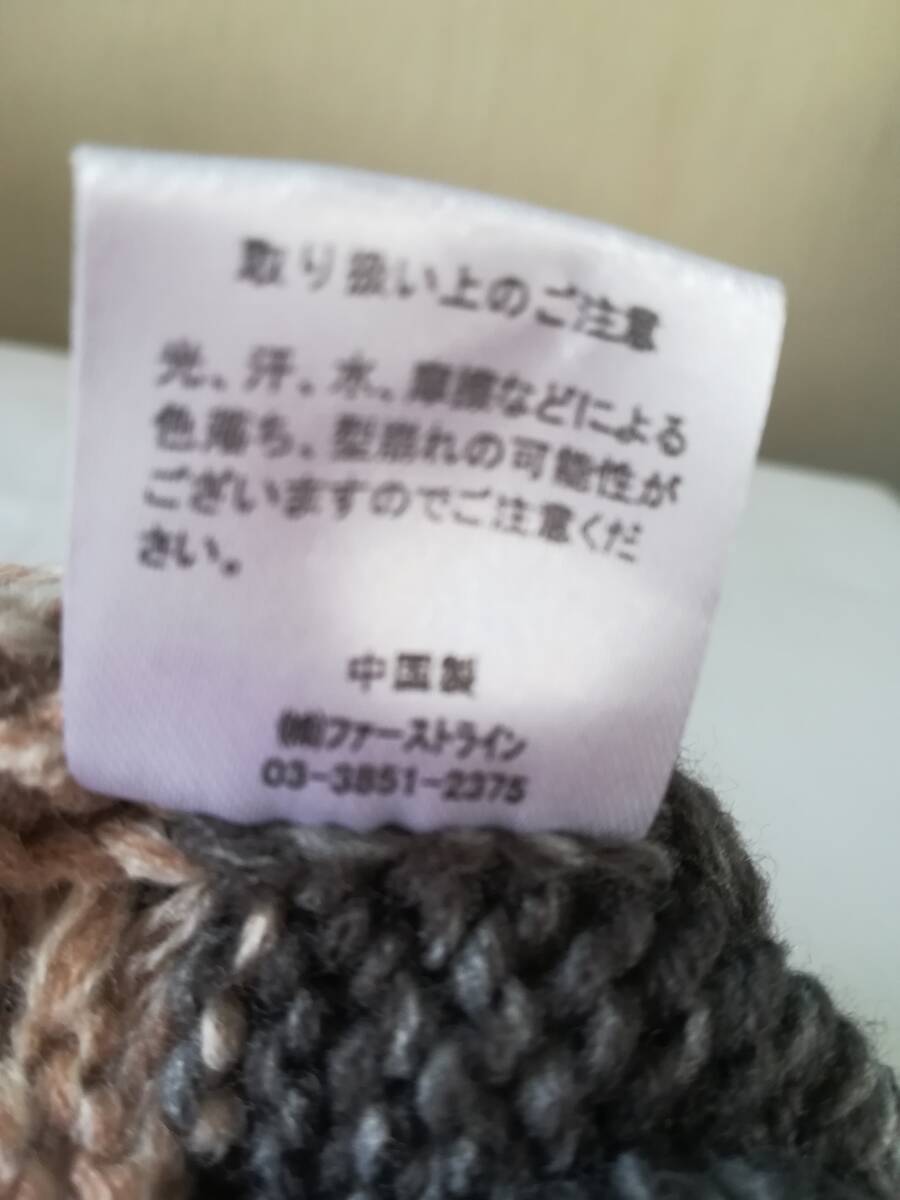 取り扱い上のご注意
光、汗、水、摩擦などによる
色落ち、型崩れの可能性が
ございますのでご注意くだ
さい。
中国製
㈱ファーストライン
03-3851-2375